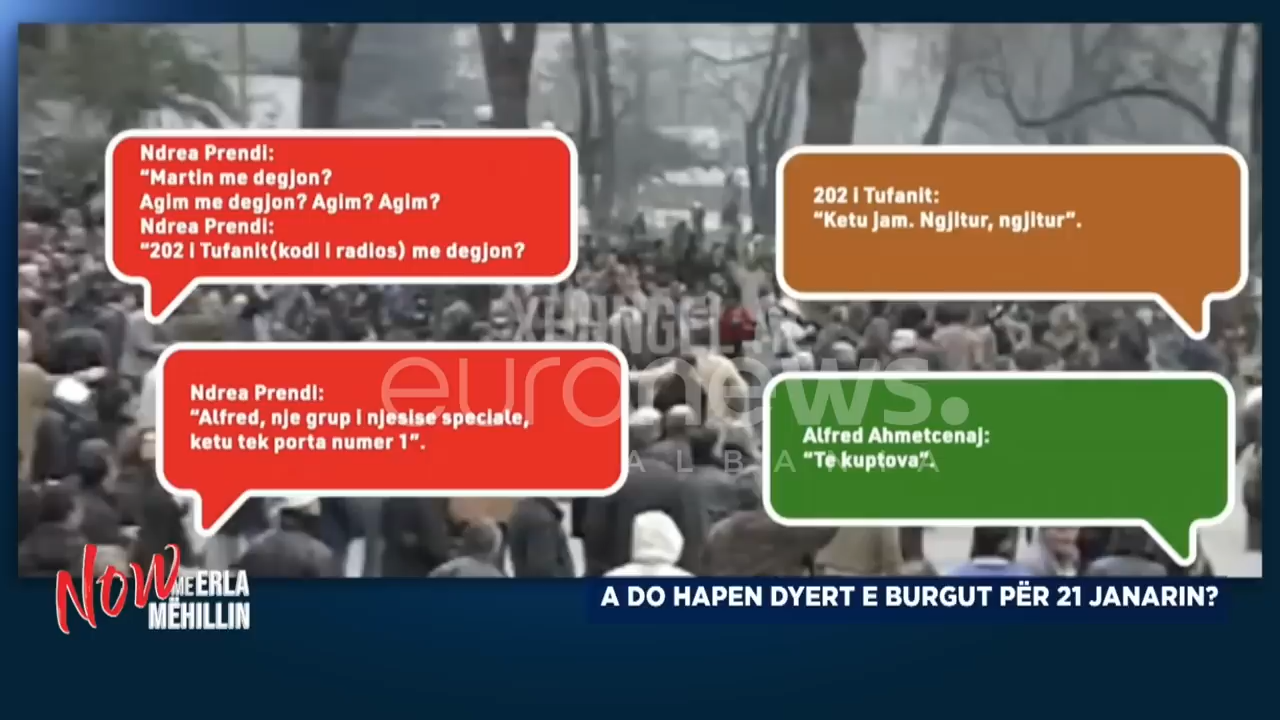 Ndrea Prendi:
“Martin me degjon?
Agim me degjon? Agim? Agim?
Ndrea Prendi:
“202 i Tufanit(kodi i radios) me degjon?
202 i Tufanit:
“Ketu jam. Ngjitur, ngjitur”.
Ndrea Prendi:
“Alfred, nje grup i njesise speciale,
ketu tek porta numer 1”.
Alfred Ahmetcenaj:
“Te kuptova”.
euronews.
ALBANIA
Now ME ERLA
MËHILLIN
A DO HAPEN DYERT E BURGUT PËR 21 JANARIN?